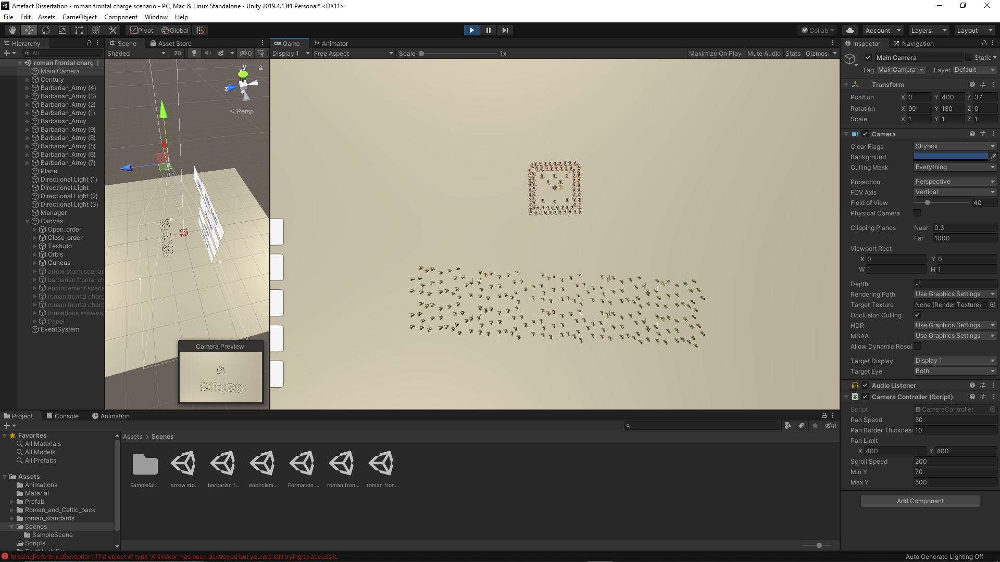 Artefact Dissertation - roman frontal charge scenario - PC, Mac & Linux Standalone - Unity 2019.4.13f1 Personal* <DX11>
File Edit Assets GameObject Component Window Help
Pivot Global Collab Account Layers Layout
Hierarchy
All
roman frontal charg
Main Camera
Century
Barbarian_Army (4)
Barbarian_Army (3)
Barbarian_Army (2)
Barbarian_Army (1)
Barbarian_Army
Barbarian_Army (9)
Barbarian_Army (8)
Barbarian_Army (5)
Barbarian_Army (6)
Barbarian_Army (7)
Plane
Directional Light (1)
Directional Light
Directional Light (2)
Directional Light (3)
Manager
Canvas
Open_order
Close_order
Testudo
Orbis
Cuneus
arrow storm scenar
barbarian frontal ch
encirclement scena
roman frontal charg
roman frontal charg
formations showca
Panel
EventSystem
Scene Asset Store
Shaded 2D 0
y
z
Persp
Camera Preview
Game Animator
Display 1 Free Aspect Scale 1x Maximize On Play Mute Audio Stats Gizmos
Inspector Navigation
Main Camera Static
Tag MainCamera Layer Default
Transform
Position X 0 Y 400 Z 37
Rotation X 90 Y 180 Z 0
Scale X 1 Y 1 Z 1
Camera
Clear Flags Skybox
Background
Culling Mask Everything
Projection Perspective
FOV Axis Vertical
Field of View 40
Physical Camera
Clipping Planes Near 0.3
Far 1000
Viewport Rect
X 0 Y 0
W 1 H 1
Depth -1
Rendering Path Use Graphics Settings
Target Texture None (Render Texture)
Occlusion Culling
HDR Use Graphics Settings
MSAA Use Graphics Settings
Allow Dynamic Resol
Target Display Display 1
Target Eye Both
Audio Listener
Camera Controller (Script)
Script CameraController
Pan Speed 50
Pan Border Thickness 10
Pan Limit
X 400 Y 400
Scroll Speed 200
Min Y 70
Max Y 500
Add Component
Project Console Animation
8
Favorites
All Materials
All Models
All Prefabs
Assets
Animations
Material
Prefab
Roman_and_Celtic_pack
roman_standards
Scenes
SampleScene
Scripts
Assets > Scenes
SampleSc... arrow sto... barbarian f... encirclem... Formation ... roman fron... roman fron...
MissingReferenceException: The object of type 'Animator' has been destroyed but you are still trying to access it.
Auto Generate Lighting Off